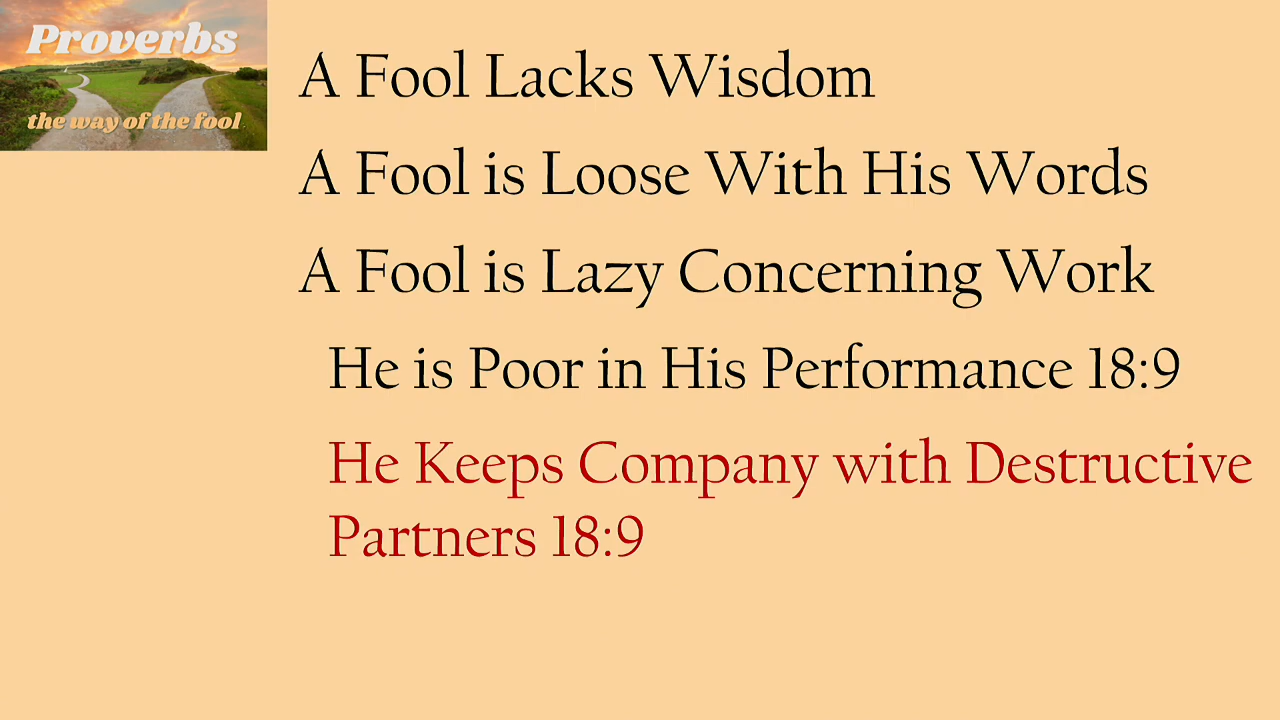 Proverbs
the way of the fool
A Fool Lacks Wisdom
A Fool is Loose With His Words
A Fool is Lazy Concerning Work
He is Poor in His Performance 18:9
He Keeps Company with Destructive
Partners 18:9